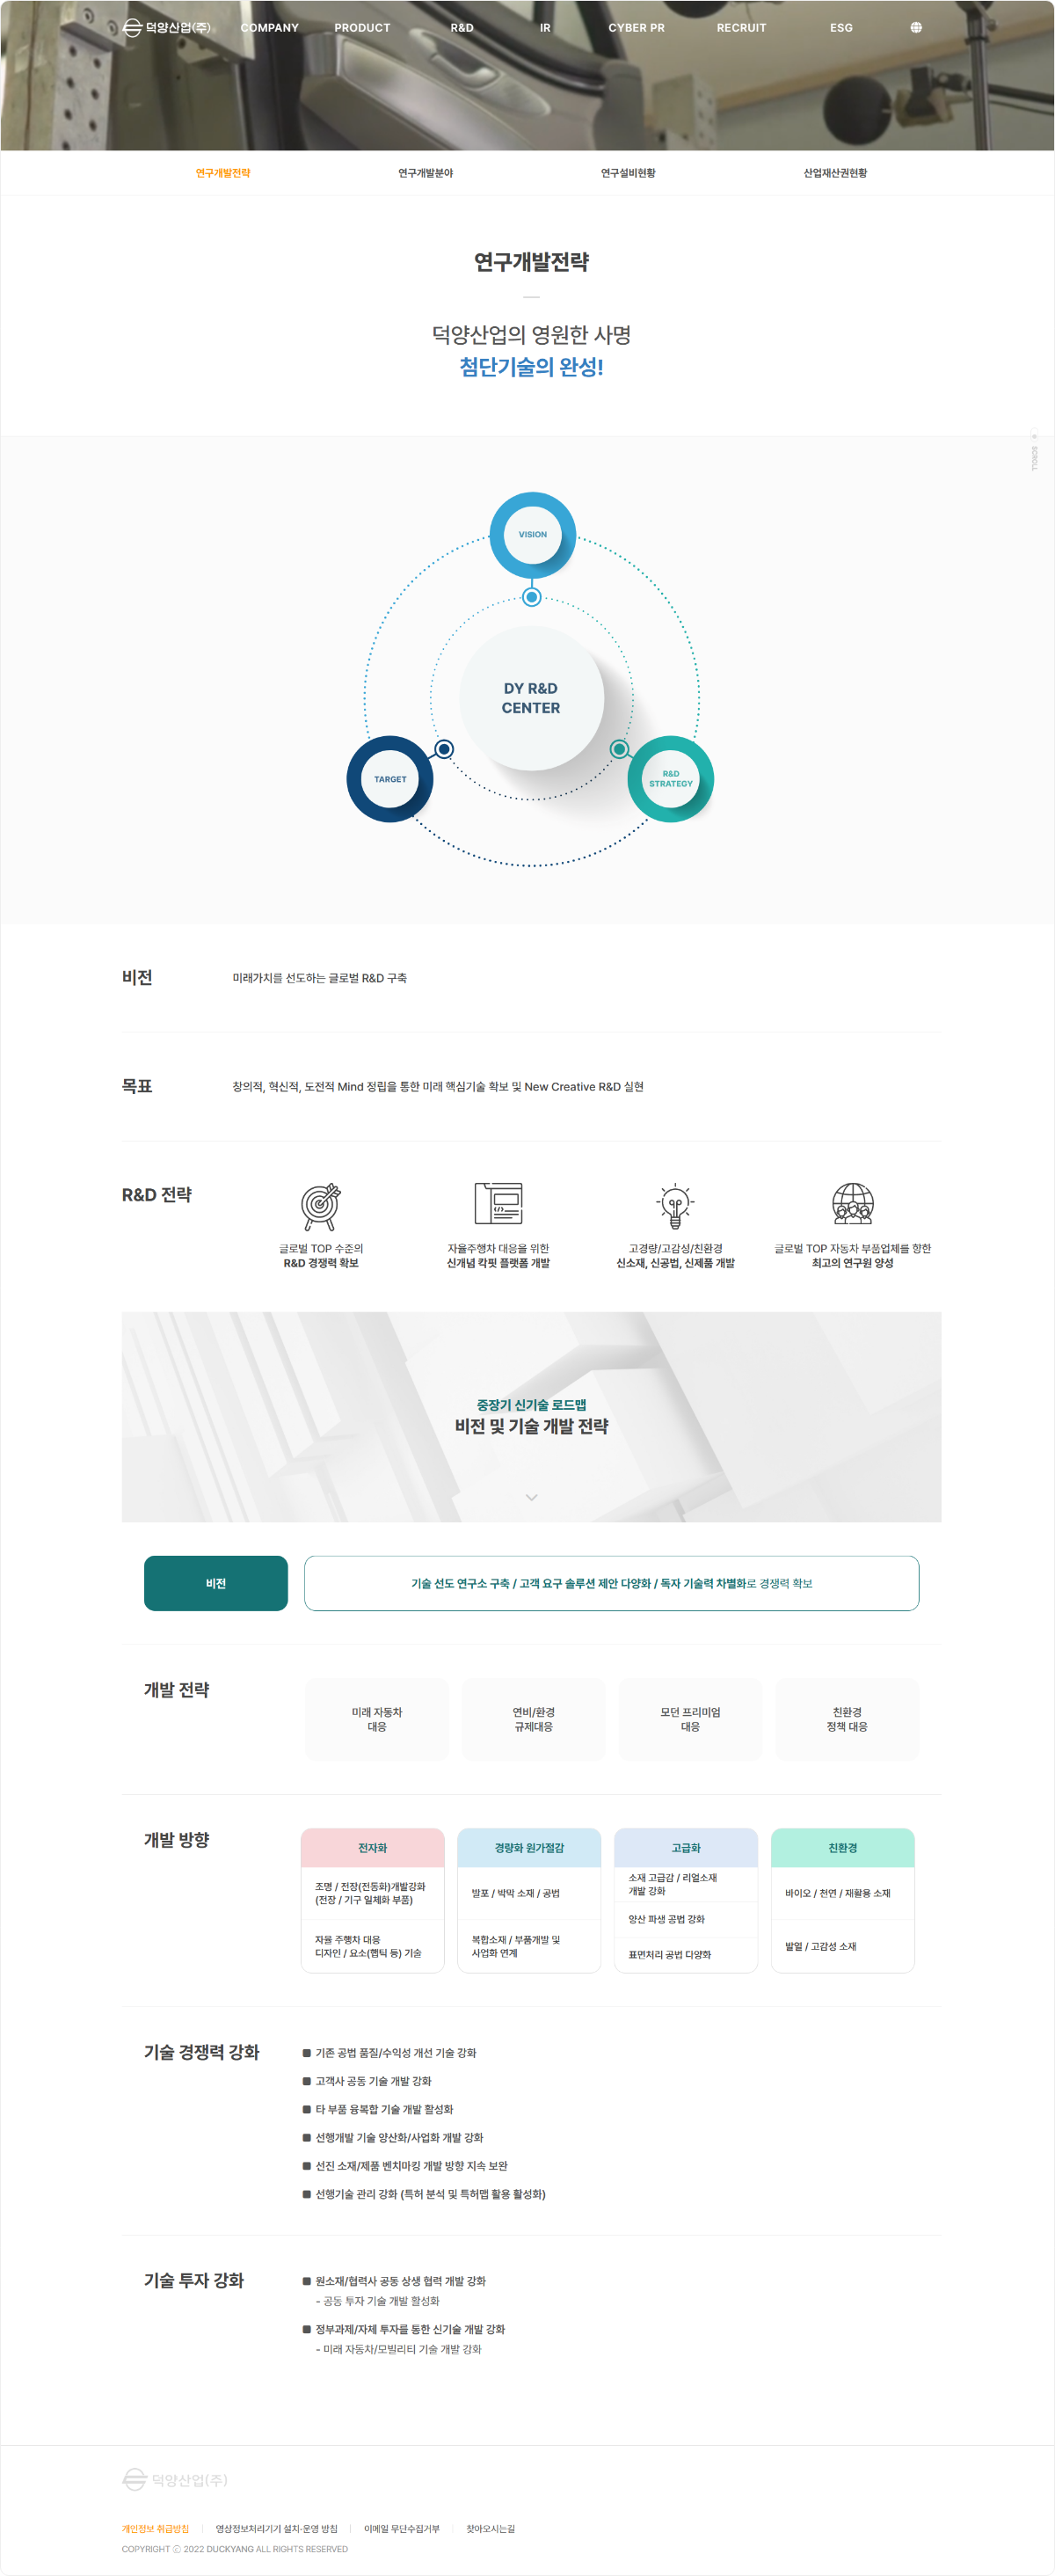 덕양산업(주)
COMPANY
PRODUCT
R&D
IR
CYBER PR
RECRUIT
ESG
연구개발전략
연구개발분야
연구설비현황
산업재산권현황
연구개발전략
덕양산업의 영원한 사명
첨단기술의 완성!
SCROLL
VISION
DY R&D
CENTER
TARGET
R&D
STRATEGY
비전
미래가치를 선도하는 글로벌 R&D 구축
목표
창의적, 혁신적, 도전적 Mind 정립을 통한 미래 핵심기술 확보 및 New Creative R&D 실현
R&D 전략
글로벌 TOP 수준의
R&D 경쟁력 확보
자율주행차 대응을 위한
신개념 칵핏 플랫폼 개발
고경량/고감성/친환경
신소재, 신공법, 신제품 개발
글로벌 TOP 자동차 부품업체를 향한
최고의 연구원 양성
중장기 신기술 로드맵
비전 및 기술 개발 전략
비전
기술 선도 연구소 구축 / 고객 요구 솔루션 제안 다양화 / 독자 기술력 차별화로 경쟁력 확보
개발 전략
미래 자동차
대응
연비/환경
규제대응
모던 프리미엄
대응
친환경
정책 대응
개발 방향
전자화
조명 / 전장(전동화)개발강화
(전장 / 기구 일체화 부품)
자율 주행차 대응
디자인 / 요소(햅틱 등) 기술
경량화 원가절감
발포 / 박막 소재 / 공법
복합소재 / 부품개발 및
사업화 연계
고급화
소재 고급감 / 리얼소재
개발 강화
양산 파생 공법 강화
표면처리 공법 다양화
친환경
바이오 / 천연 / 재활용 소재
발열 / 고감성 소재
기술 경쟁력 강화
■ 기존 공법 품질/수익성 개선 기술 강화
■ 고객사 공동 기술 개발 강화
■ 타 부품 융복합 기술 개발 활성화
■ 선행개발 기술 양산화/사업화 개발 강화
■ 선진 소재/제품 벤치마킹 개발 방향 지속 보완
■ 선행기술 관리 강화 (특허 분석 및 특허맵 활용 활성화)
기술 투자 강화
■ 원소재/협력사 공동 상생 협력 개발 강화
- 공동 투자 기술 개발 활성화
■ 정부과제/자체 투자를 통한 신기술 개발 강화
- 미래 자동차/모빌리티 기술 개발 강화
덕양산업(주)
개인정보 취급방침
영상정보처리기기 설치·운영 방침
이메일 무단수집거부
찾아오시는길
COPYRIGHT ⓒ 2022 DUCKYANG ALL RIGHTS RESERVED